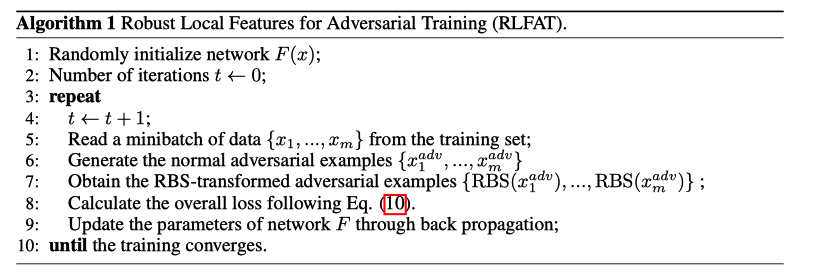 Algorithm 1 Robust Local Features for Adversarial Training (RLFAT).
1: Randomly initialize network F(x);
2: Number of iterations t ← 0;
3: repeat
4: t ← t + 1;
5: Read a minibatch of data {x_1, ..., x_m} from the training set;
6: Generate the normal adversarial examples {x_1^{adv}, ..., x_m^{adv}}
7: Obtain the RBS-transformed adversarial examples {RBS(x_1^{adv}), ..., RBS(x_m^{adv})} ;
8: Calculate the overall loss following Eq. (10).
9: Update the parameters of network F through back propagation;
10: until the training converges.